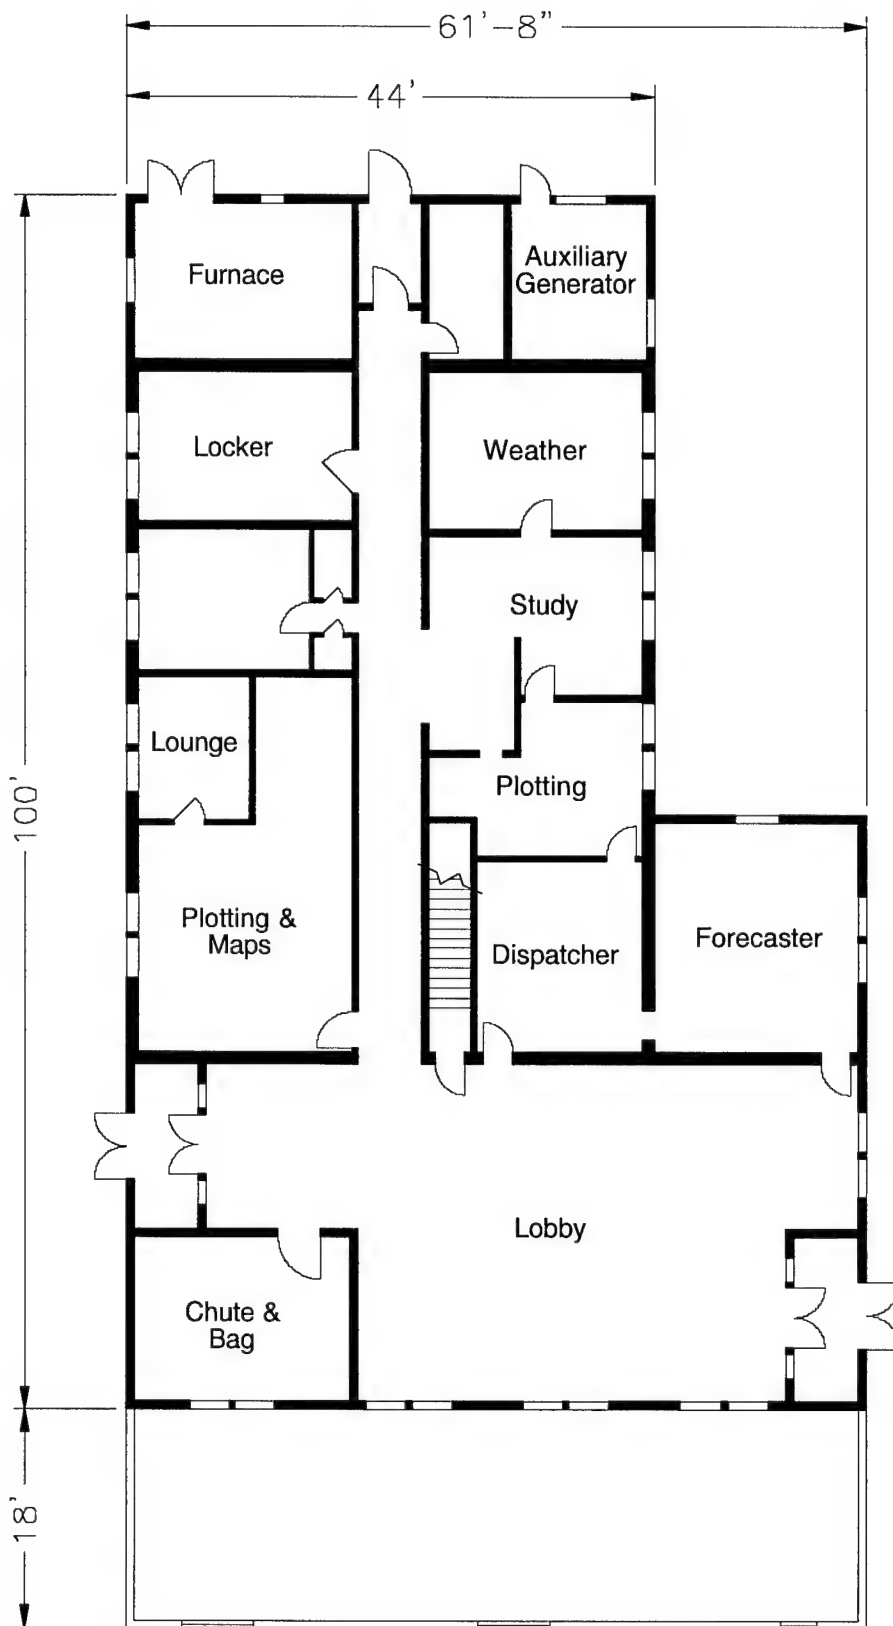 61'-8"
44'
Furnace
Auxiliary
Generator
Locker
Weather
Study
Lounge
Plotting
100'
Plotting &
Maps
Dispatcher
Forecaster
Lobby
Chute &
Bag
18'